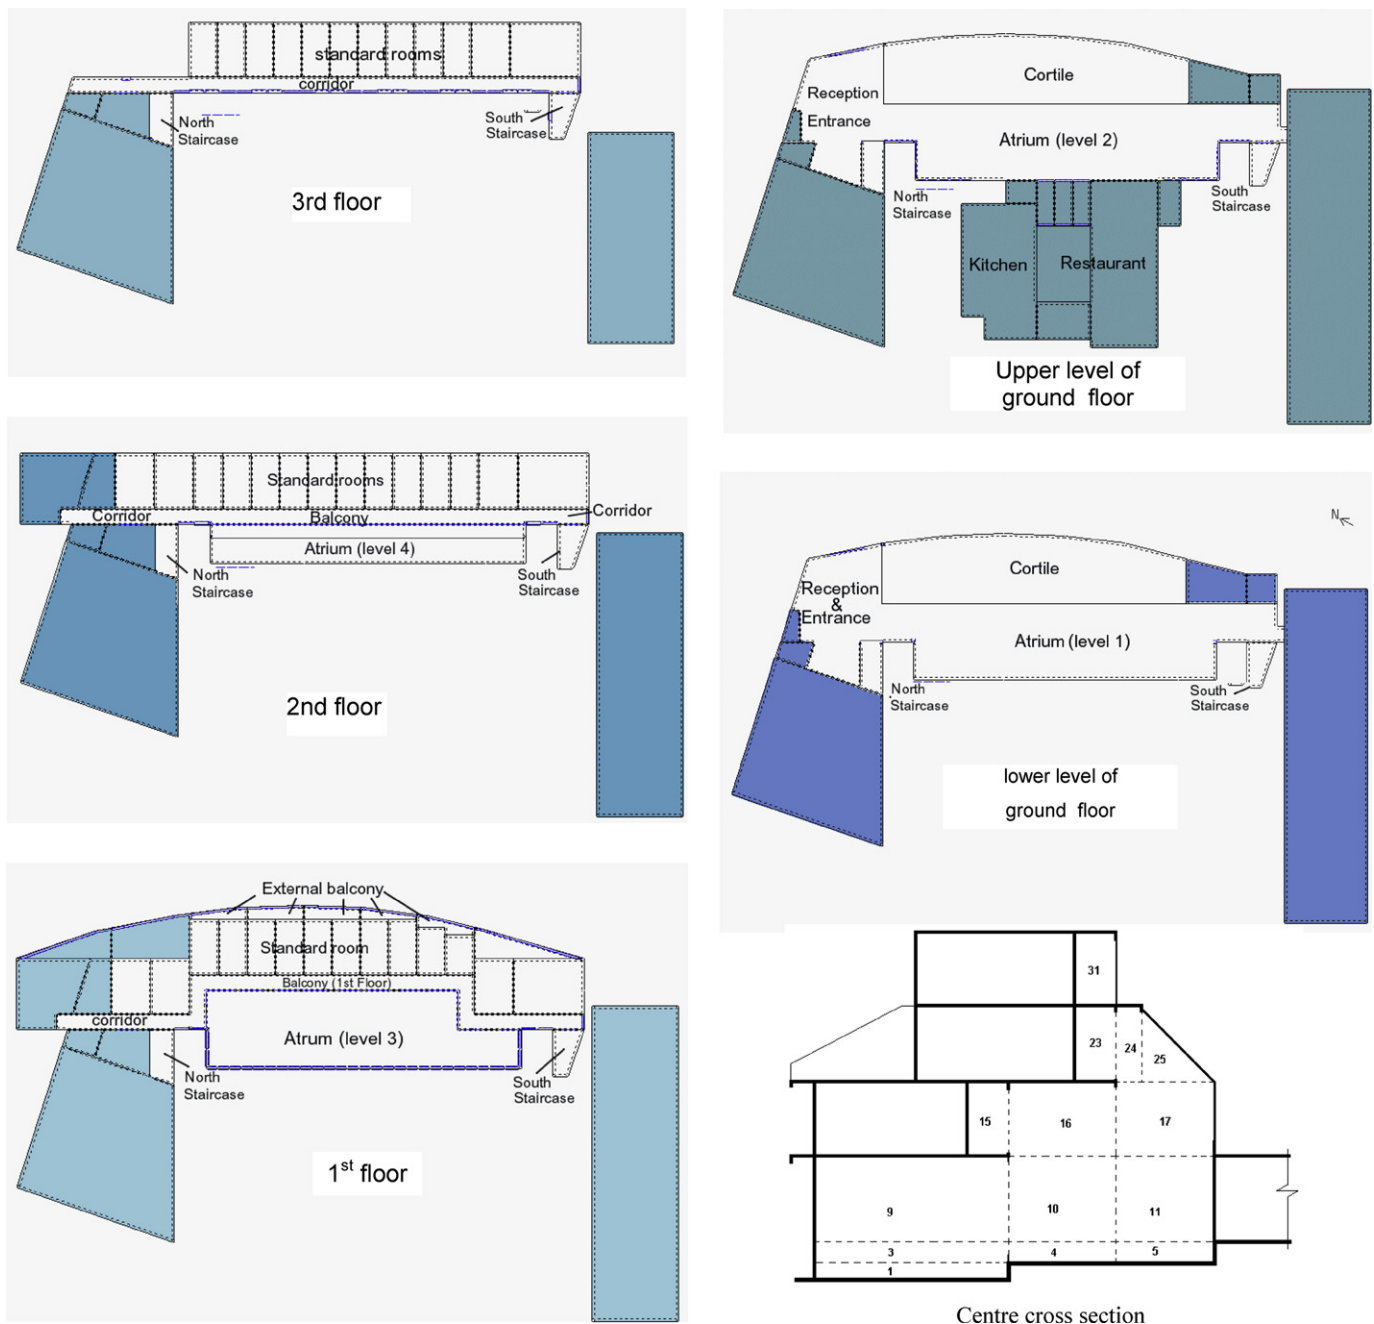 standard rooms
corridor
North
Staircase
South
Staircase
3rd floor
Standard rooms
Corridor
Balcony
Corridor
Atrium (level 4)
North
Staircase
South
Staircase
2nd floor
External balcony
Standard room
Balcony (1st Floor)
corridor
Atrum (level 3)
North
Staircase
South
Staircase
1st floor
Cortile
Reception
Entrance
Atrium (level 2)
North
Staircase
South
Staircase
Kitchen
Restaurant
Upper level of
ground floor
N
Cortile
Reception
&
Entrance
Atrium (level 1)
North
Staircase
South
Staircase
lower level of
ground floor
31
23
24
25
15
16
17
9
10
11
3
4
5
1
Centre cross section